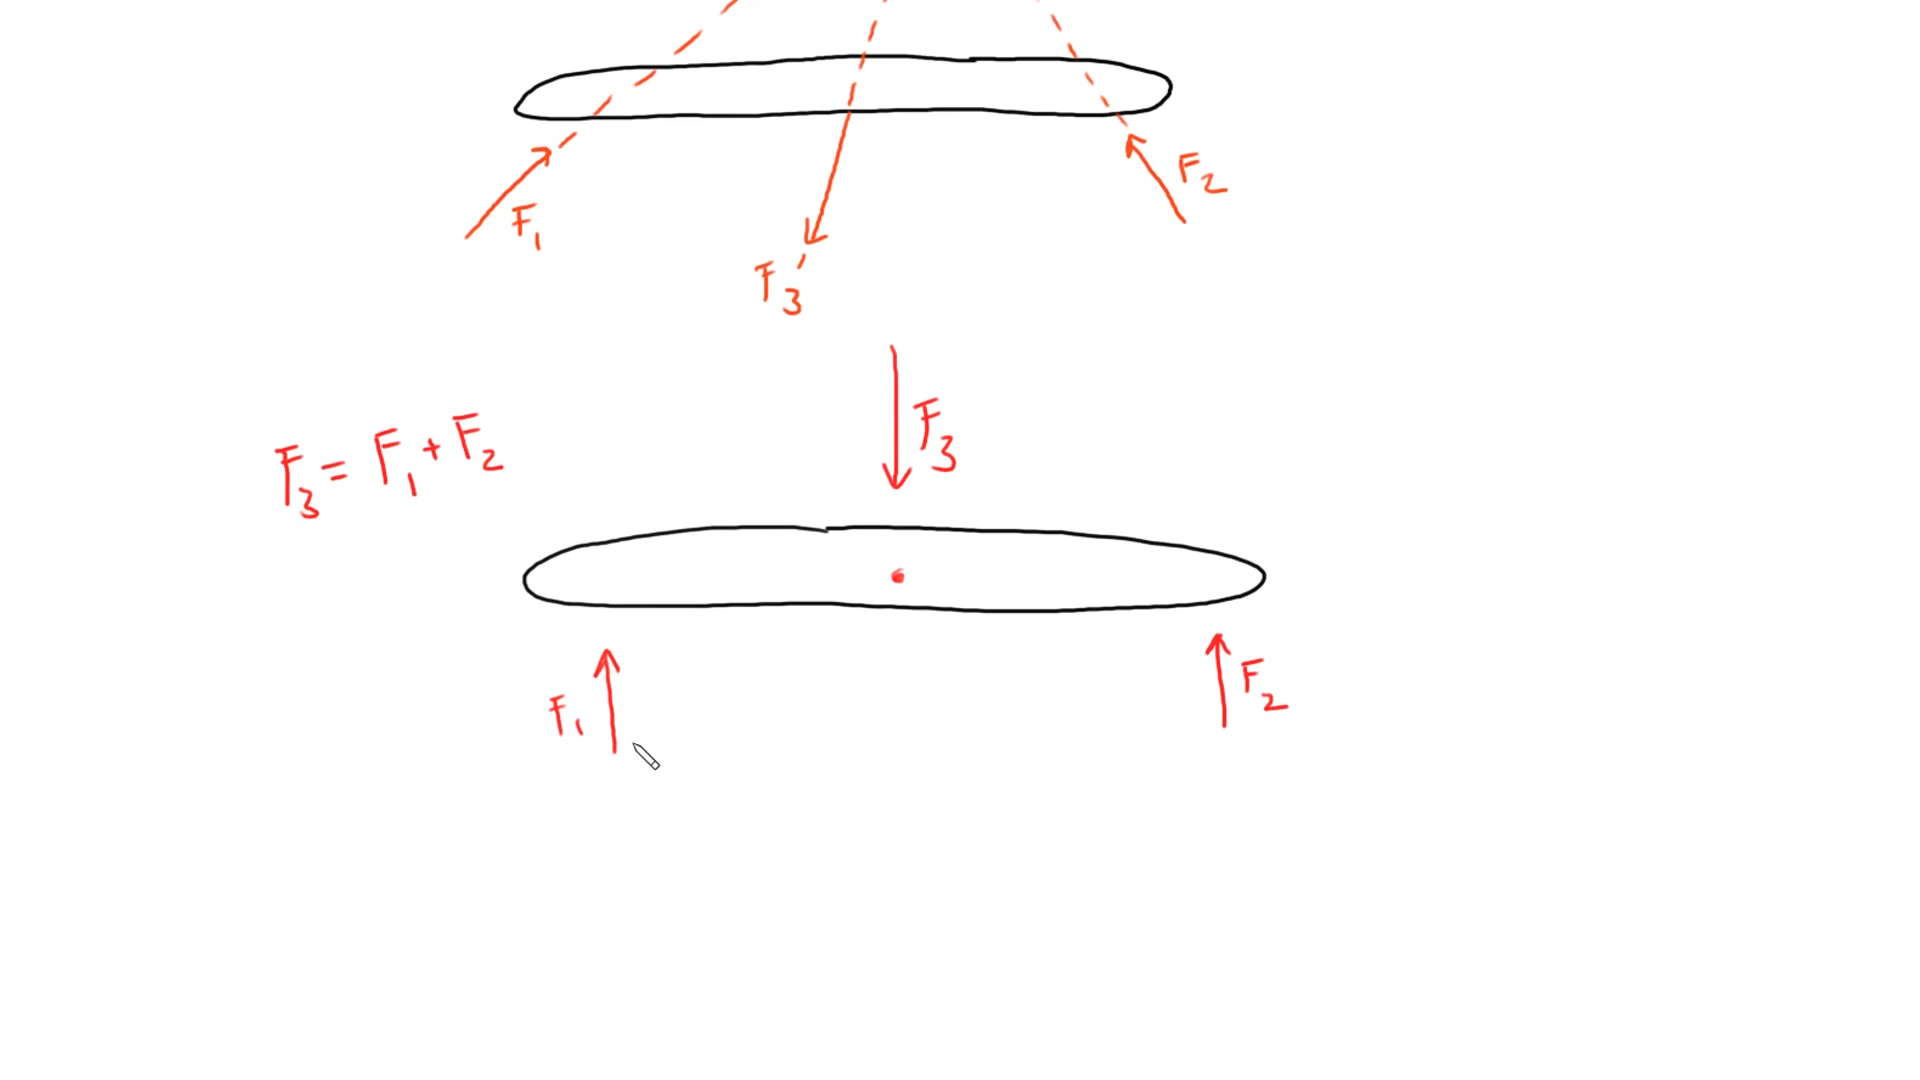 F₁
F₂
F₃
F₃
F₃ = F₁ + F₂
F₁
F₂